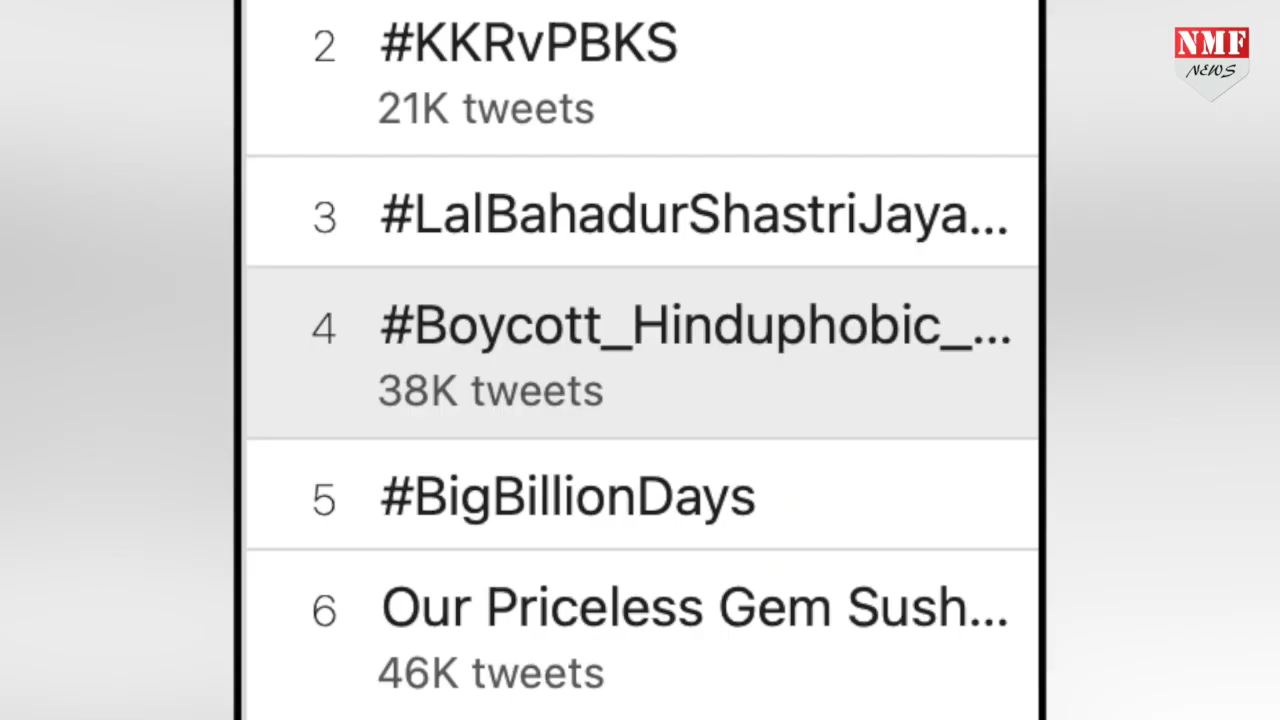 NMF
NEWS
2 #KKRvPBKS
21K tweets
3 #LalBahadurShastriJaya...
4 #Boycott_Hinduphobic_...
38K tweets
5 #BigBillionDays
6 Our Priceless Gem Sush...
46K tweets